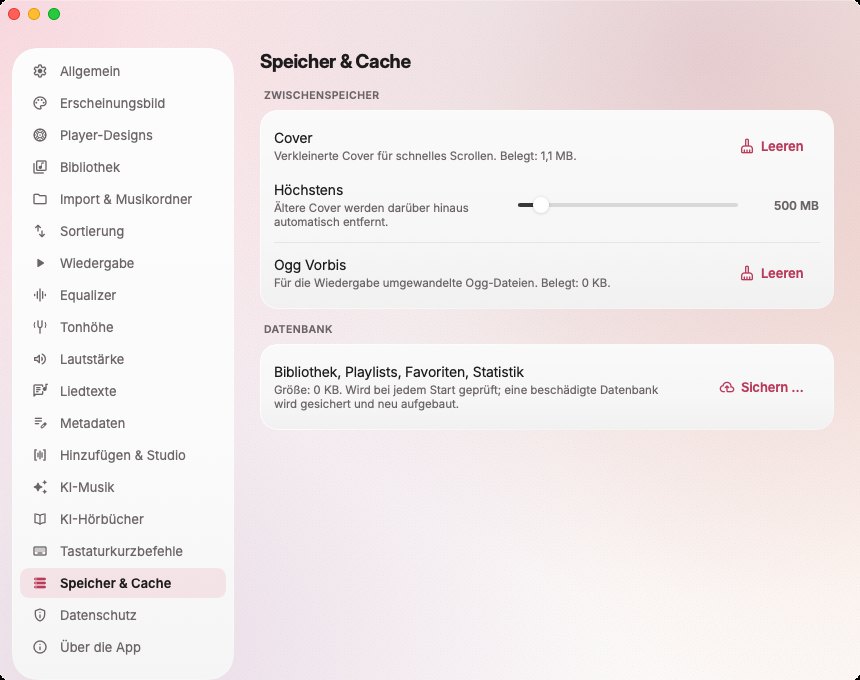 Allgemein
Erscheinungsbild
Player-Designs
Bibliothek
Import & Musikordner
Sortierung
Wiedergabe
Equalizer
Tonhöhe
Lautstärke
Liedtexte
Metadaten
Hinzufügen & Studio
KI-Musik
KI-Hörbücher
Tastaturkurzbefehle
Speicher & Cache
Datenschutz
Über die App
Speicher & Cache
ZWISCHENSPEICHER
Cover
Verkleinerte Cover für schnelles Scrollen. Belegt: 1,1 MB.
Leeren
Höchstens
Ältere Cover werden darüber hinaus
automatisch entfernt.
500 MB
Ogg Vorbis
Für die Wiedergabe umgewandelte Ogg-Dateien. Belegt: 0 KB.
Leeren
DATENBANK
Bibliothek, Playlists, Favoriten, Statistik
Größe: 0 KB. Wird bei jedem Start geprüft; eine beschädigte Datenbank
wird gesichert und neu aufgebaut.
Sichern ...